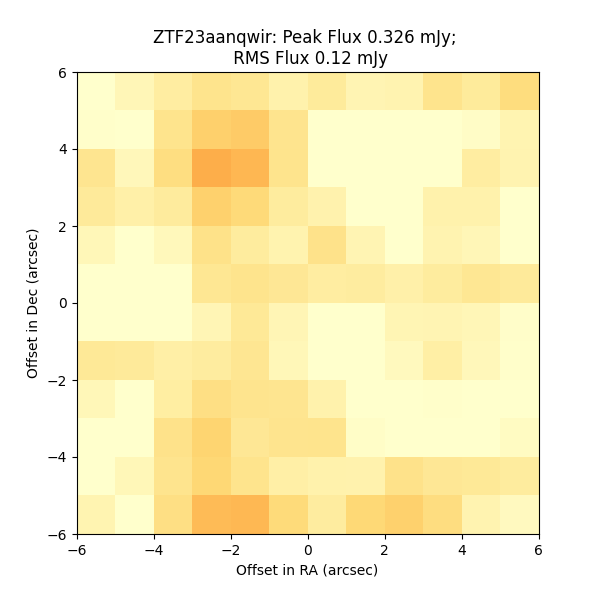 ZTF23aanqwir: Peak Flux 0.326 mJy;
RMS Flux 0.12 mJy
6
4
2
0
−2
−4
−6
Offset in Dec (arcsec)
−6 −4 −2 0 2 4 6
Offset in RA (arcsec)